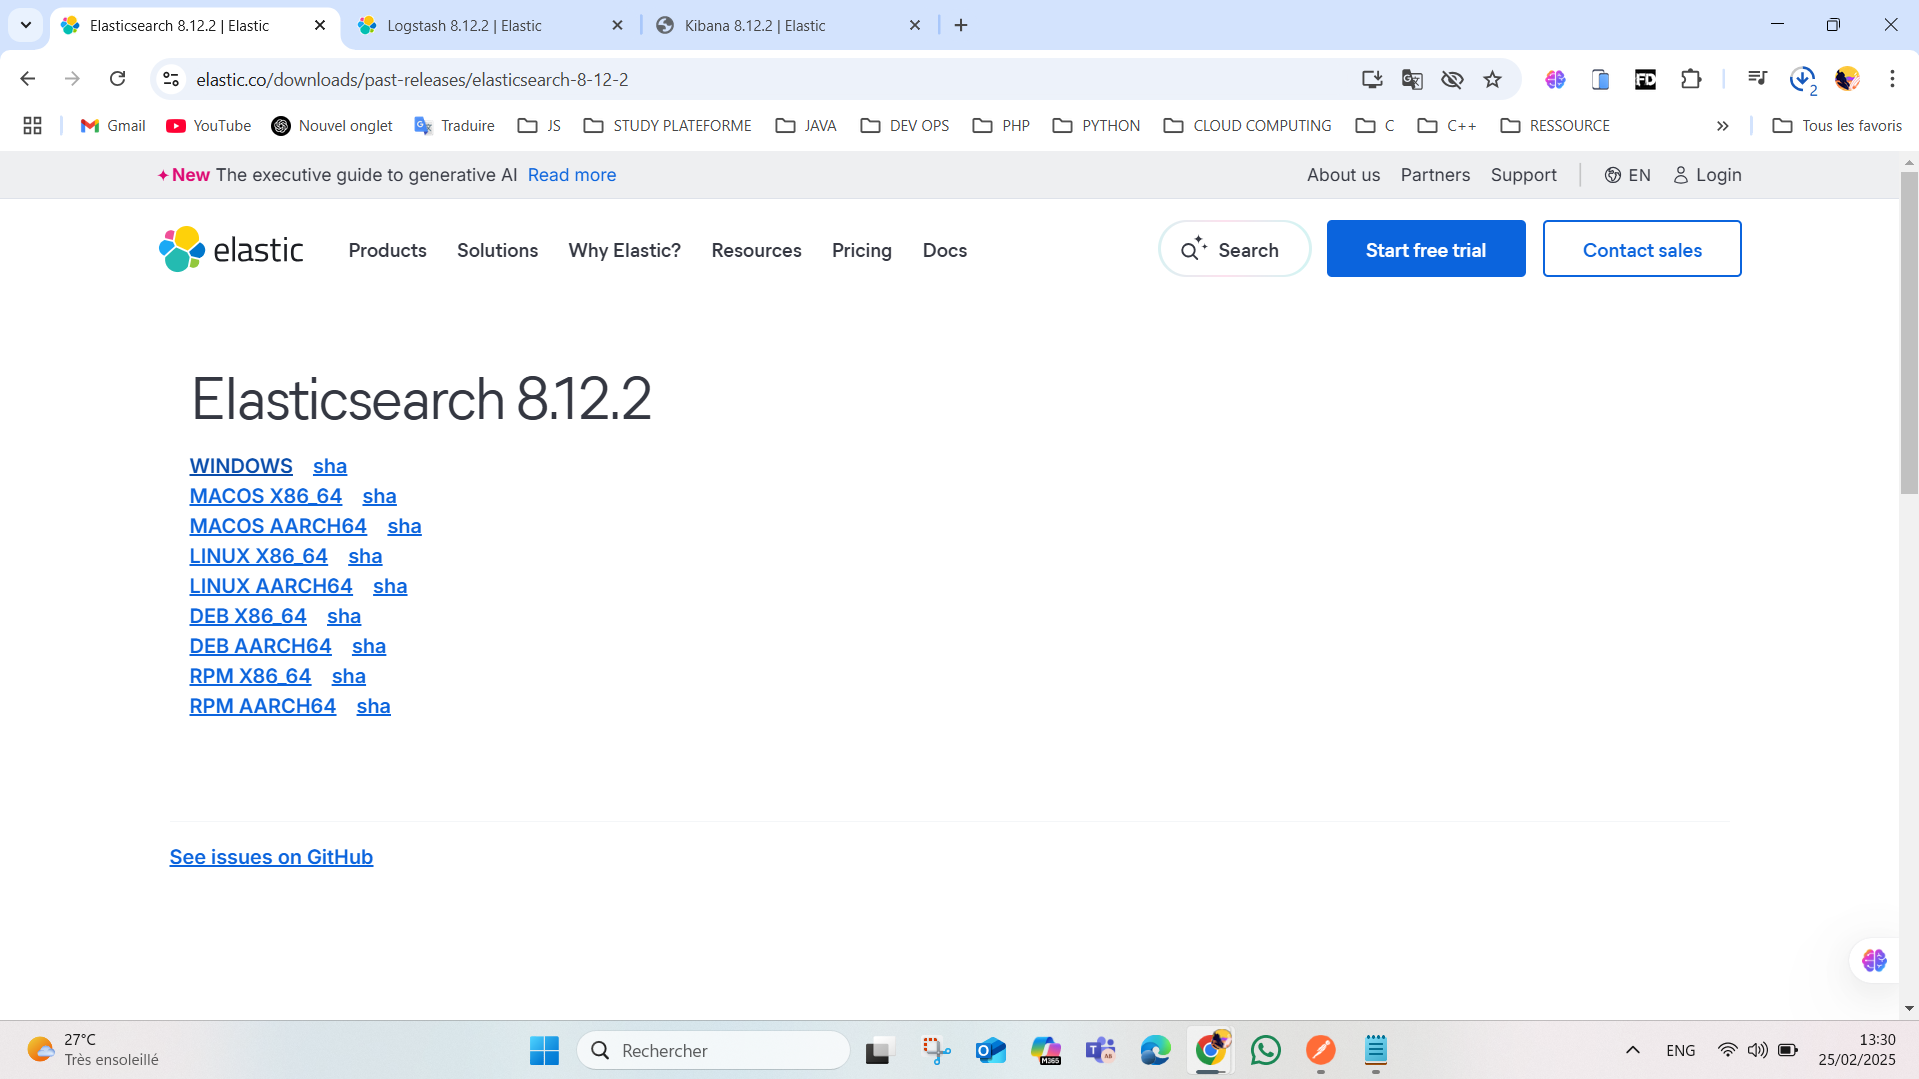 Elasticsearch 8.12.2 | Elastic
Logstash 8.12.2 | Elastic
Kibana 8.12.2 | Elastic
elastic.co/downloads/past-releases/elasticsearch-8-12-2
FD
2
Gmail
YouTube
Nouvel onglet
Traduire
JS
STUDY PLATEFORME
JAVA
DEV OPS
PHP
PYTHON
CLOUD COMPUTING
C
C++
RESSOURCE
Tous les favoris
New The executive guide to generative AI Read more
About us
Partners
Support
EN
Login
elastic
Products
Solutions
Why Elastic?
Resources
Pricing
Docs
Search
Start free trial
Contact sales
Elasticsearch 8.12.2
WINDOWS sha
MACOS X86_64 sha
MACOS AARCH64 sha
LINUX X86_64 sha
LINUX AARCH64 sha
DEB X86_64 sha
DEB AARCH64 sha
RPM X86_64 sha
RPM AARCH64 sha
See issues on GitHub
27°C
Très ensoleillé
Rechercher
M365
ENG
13:30
25/02/2025